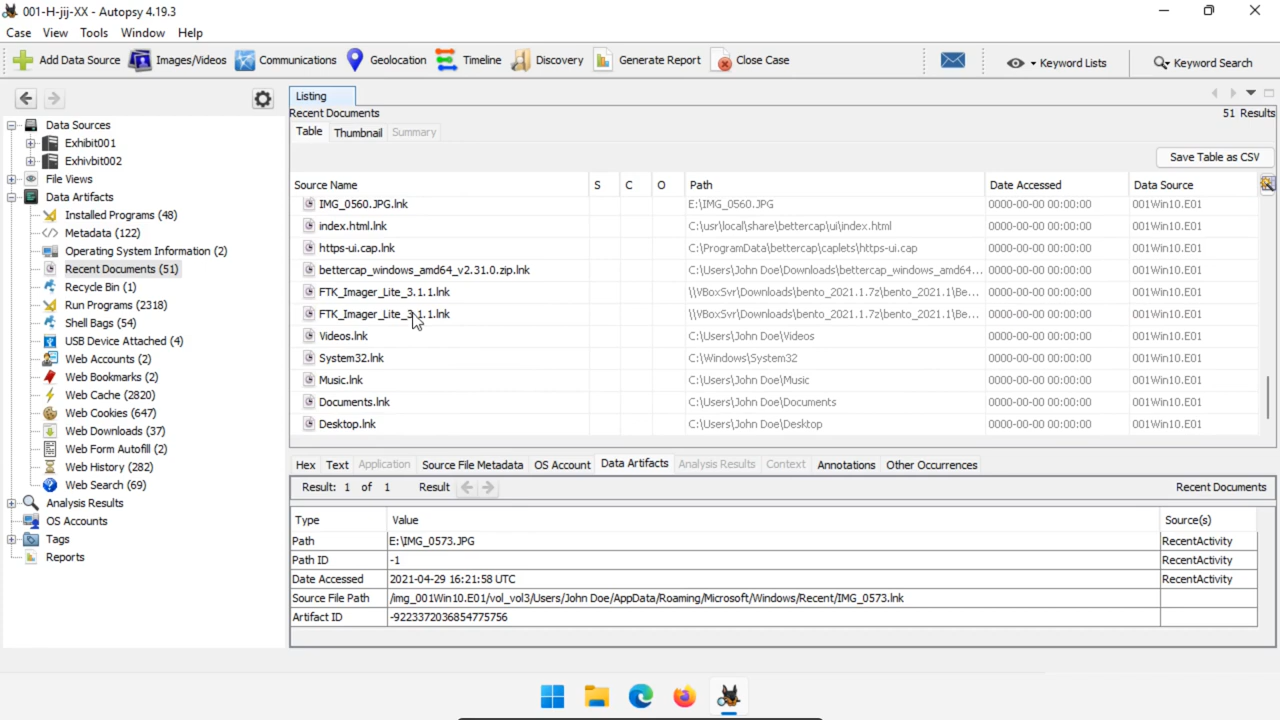 001-H-jij-XX - Autopsy 4.19.3
Case View Tools Window Help
Add Data Source Images/Videos Communications Geolocation Timeline Discovery Generate Report Close Case Keyword Lists Keyword Search
Data Sources
Exhibit001
Exhivbit002
File Views
Data Artifacts
Installed Programs (48)
Metadata (122)
Operating System Information (2)
Recent Documents (51)
Recycle Bin (1)
Run Programs (2318)
Shell Bags (54)
USB Device Attached (4)
Web Accounts (2)
Web Bookmarks (2)
Web Cache (2820)
Web Cookies (647)
Web Downloads (37)
Web Form Autofill (2)
Web History (282)
Web Search (69)
Analysis Results
OS Accounts
Tags
Reports
Listing
Recent Documents 51 Results
Table Thumbnail Summary
Save Table as CSV
Source Name S C O Path Date Accessed Data Source
IMG_0560.JPG.lnk E:\IMG_0560.JPG 0000-00-00 00:00:00 001Win10.E01
index.html.lnk C:\usr\local\share\bettercap\ui\index.html 0000-00-00 00:00:00 001Win10.E01
https-ui.cap.lnk C:\ProgramData\bettercap\caplets\https-ui.cap 0000-00-00 00:00:00 001Win10.E01
bettercap_windows_amd64_v2.31.0.zip.lnk C:\Users\John Doe\Downloads\bettercap_windows_amd64... 0000-00-00 00:00:00 001Win10.E01
FTK_Imager_Lite_3.1.1.lnk \\VBoxSvr\Downloads\bento_2021.1.7z\bento_2021.1\Be... 0000-00-00 00:00:00 001Win10.E01
FTK_Imager_Lite_3.1.1.lnk \\VBoxSvr\Downloads\bento_2021.1.7z\bento_2021.1\Be... 0000-00-00 00:00:00 001Win10.E01
Videos.lnk C:\Users\John Doe\Videos 0000-00-00 00:00:00 001Win10.E01
System32.lnk C:\Windows\System32 0000-00-00 00:00:00 001Win10.E01
Music.lnk C:\Users\John Doe\Music 0000-00-00 00:00:00 001Win10.E01
Documents.lnk C:\Users\John Doe\Documents 0000-00-00 00:00:00 001Win10.E01
Desktop.lnk C:\Users\John Doe\Desktop 0000-00-00 00:00:00 001Win10.E01
Hex Text Application Source File Metadata OS Account Data Artifacts Analysis Results Context Annotations Other Occurrences
Result: 1 of 1 Result Recent Documents
Type Value Source(s)
Path E:\IMG_0573.JPG RecentActivity
Path ID -1 RecentActivity
Date Accessed 2021-04-29 16:21:58 UTC RecentActivity
Source File Path /img_001Win10.E01/vol_vol3/Users/John Doe/AppData/Roaming/Microsoft/Windows/Recent/IMG_0573.lnk
Artifact ID -9223372036854775756